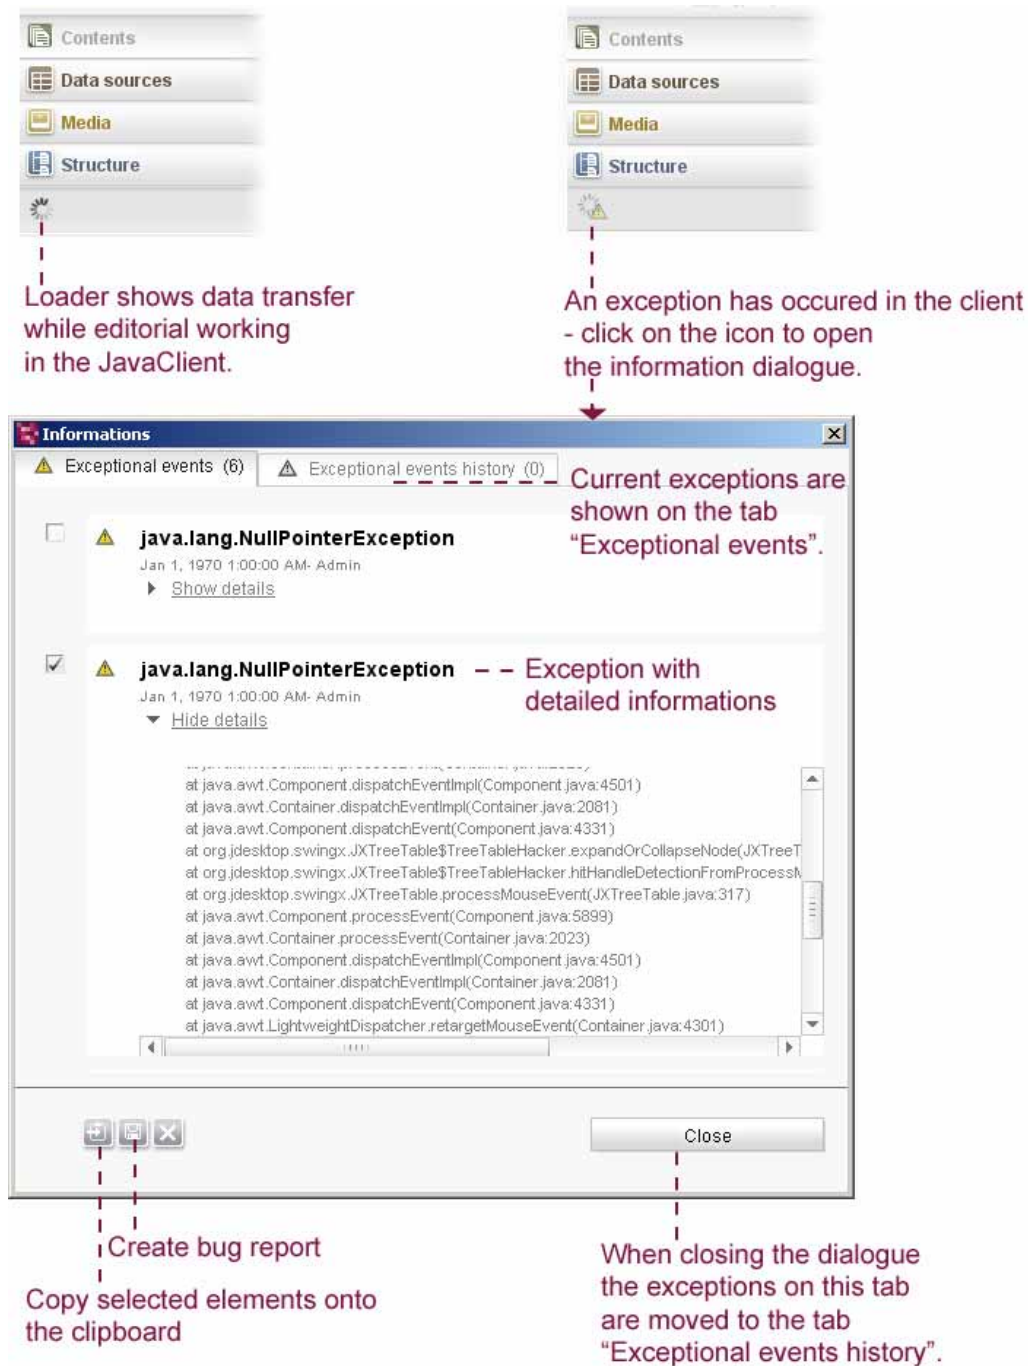 Contents
Data sources
Media
Structure
Loader shows data transfer
while editorial working
in the JavaClient.
Contents
Data sources
Media
Structure
An exception has occured in the client
- click on the icon to open
the information dialogue.
Informations
Exceptional events (6)
Exceptional events history (0)
Current exceptions are
shown on the tab
“Exceptional events”.
java.lang.NullPointerException
Jan 1, 1970 1:00:00 AM- Admin
Show details
java.lang.NullPointerException
Exception with
detailed informations
Jan 1, 1970 1:00:00 AM- Admin
Hide details
at java.awt.Component.dispatchEventImpl(Component.java:4501)
at java.awt.Container.dispatchEventImpl(Container.java:2081)
at java.awt.Component.dispatchEvent(Component.java:4331)
at org.jdesktop.swingx.JXTreeTable$TreeTableHacker.expandOrCollapseNode(JXTreeT
at org.jdesktop.swingx.JXTreeTable$TreeTableHacker.hitHandleDetectionFromProcessM
at org.jdesktop.swingx.JXTreeTable.processMouseEvent(JXTreeTable.java:317)
at java.awt.Component.processEvent(Component.java:5899)
at java.awt.Container.processEvent(Container.java:2023)
at java.awt.Component.dispatchEventImpl(Component.java:4501)
at java.awt.Container.dispatchEventImpl(Container.java:2081)
at java.awt.Component.dispatchEvent(Component.java:4331)
at java.awt.LightweightDispatcher.retargetMouseEvent(Container.java:4301)
Close
Create bug report
Copy selected elements onto
the clipboard
When closing the dialogue
the exceptions on this tab
are moved to the tab
“Exceptional events history”.